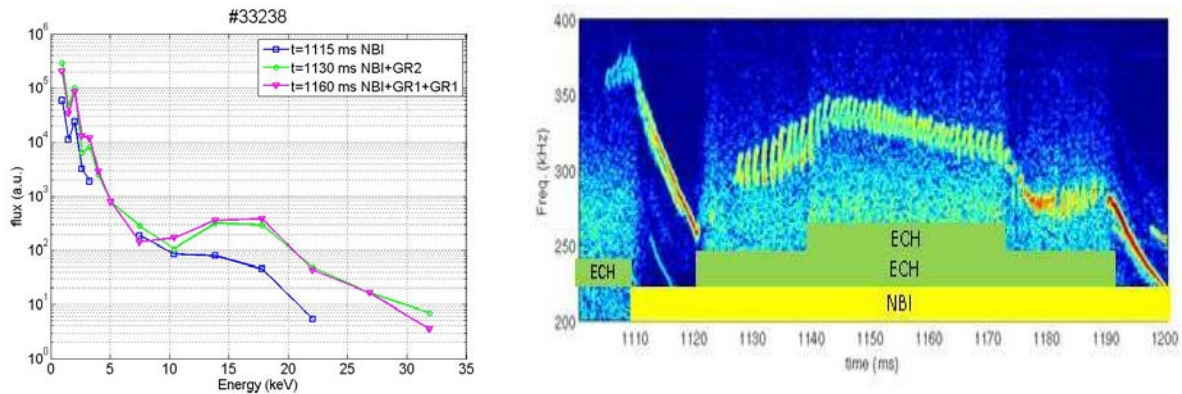 #33238
10^6
10^5
10^4
10^3
10^2
10^1
10^0
flux (a.u.)
t=1115 ms NBI
t=1130 ms NBI+GR2
t=1160 ms NBI+GR1+GR1
0 5 10 15 20 25 30 35
Energy (keV)
400
350
300
250
200
Freq. (kHz)
ECH
ECH
ECH
NBI
1110 1120 1130 1140 1150 1160 1170 1180 1190 1200
time (ms)